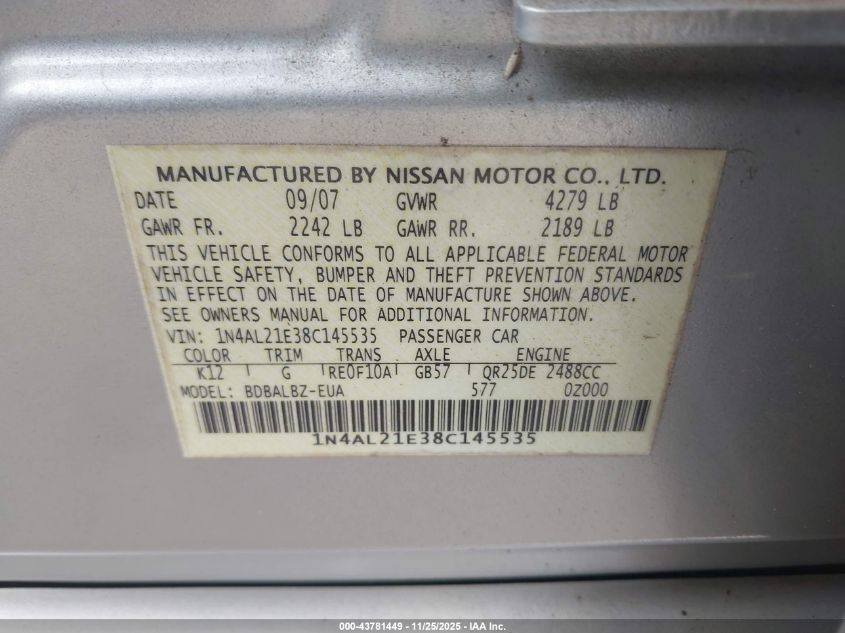 MANUFACTURED BY NISSAN MOTOR CO., LTD.
DATE 09/07 GVWR 4279 LB
GAWR FR. 2242 LB GAWR RR. 2189 LB
THIS VEHICLE CONFORMS TO ALL APPLICABLE FEDERAL MOTOR
VEHICLE SAFETY, BUMPER AND THEFT PREVENTION STANDARDS
IN EFFECT ON THE DATE OF MANUFACTURE SHOWN ABOVE.
SEE OWNERS MANUAL FOR ADDITIONAL INFORMATION.
VIN: 1N4AL21E38C145535 PASSENGER CAR
COLOR TRIM TRANS AXLE ENGINE
K12 G RE0F10A GB57 QR25DE 2488CC
MODEL: BDBALBZ-EUA 577 0Z000
1N4AL21E38C145535
000-43781449 - 11/25/2025 - IAA Inc.